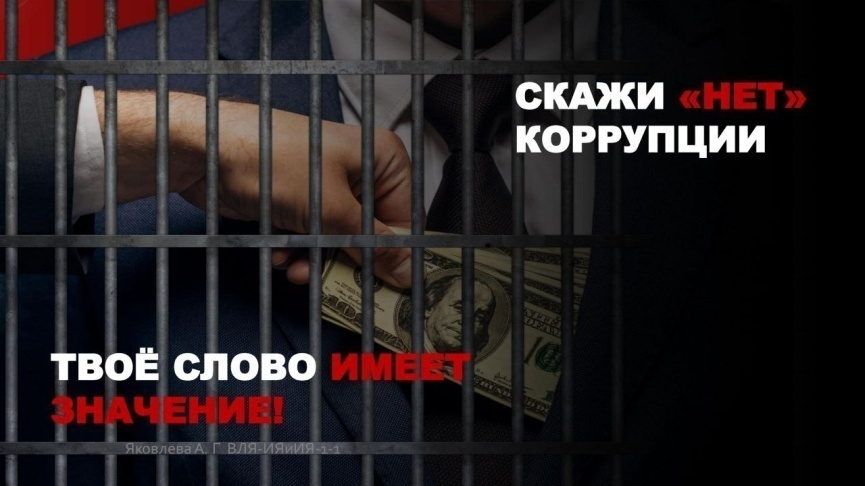 СКАЖИ «НЕТ»
КОРРУПЦИИ
ТВОЁ СЛОВО ИМЕЕТ
ЗНАЧЕНИЕ!
Яковлева А. Г. ВЛЯ-ИЯиИЯ-1-1